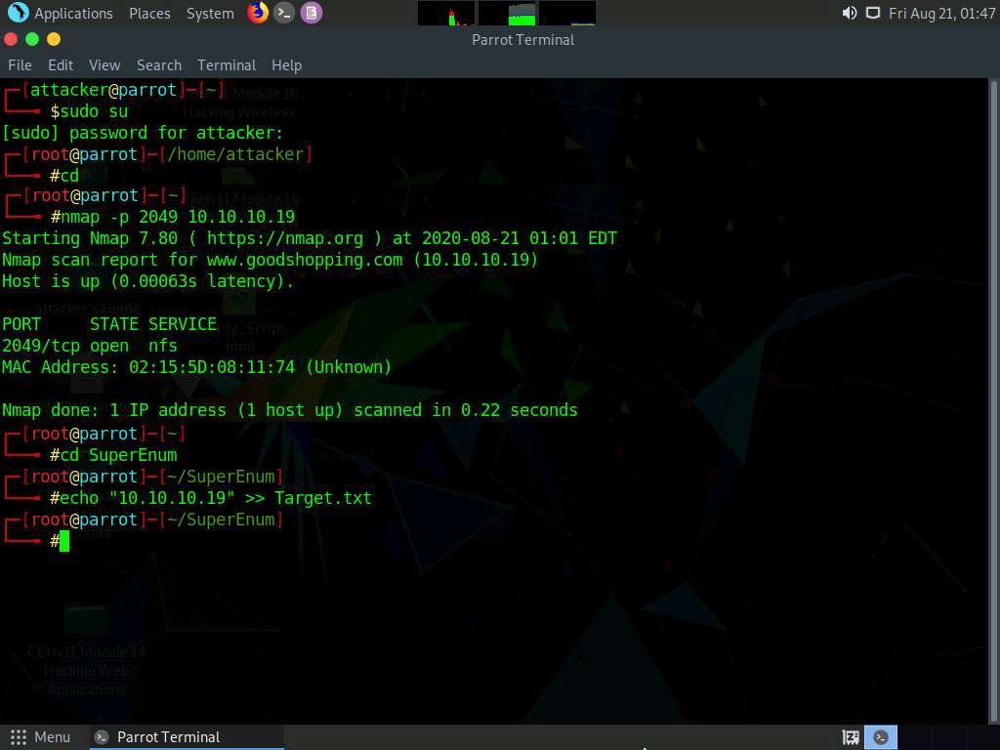 Applications Places System Fri Aug 21, 01:47
Parrot Terminal
File Edit View Search Terminal Help
┌─[attacker@parrot]─[~]
└──╼ $sudo su
[sudo] password for attacker:
┌─[root@parrot]─[/home/attacker]
└──╼ #cd
┌─[root@parrot]─[~]
└──╼ #nmap -p 2049 10.10.10.19
Starting Nmap 7.80 ( https://nmap.org ) at 2020-08-21 01:01 EDT
Nmap scan report for www.goodshopping.com (10.10.10.19)
Host is up (0.00063s latency).
PORT     STATE SERVICE
2049/tcp open  nfs
MAC Address: 02:15:5D:08:11:74 (Unknown)
Nmap done: 1 IP address (1 host up) scanned in 0.22 seconds
┌─[root@parrot]─[~]
└──╼ #cd SuperEnum
┌─[root@parrot]─[~/SuperEnum]
└──╼ #echo "10.10.10.19" >> Target.txt
┌─[root@parrot]─[~/SuperEnum]
└──╼ #
CEHv11 Module 14
Hacking Web
Applications
Menu Parrot Terminal